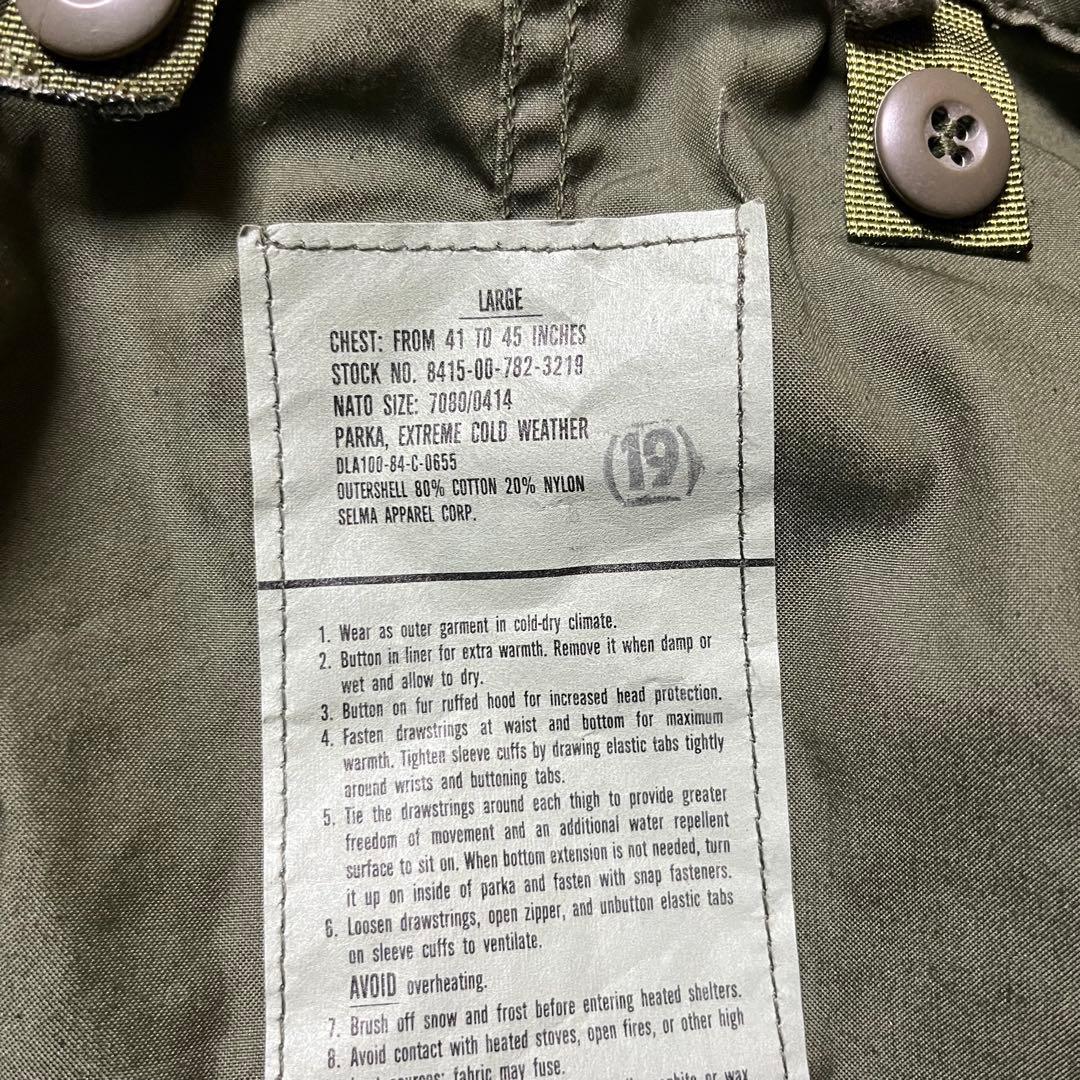 LARGE
CHEST: FROM 41 TO 45 INCHES
STOCK NO. 8415-00-782-3219
NATO SIZE: 7080/0414
PARKA, EXTREME COLD WEATHER
DLA100-84-C-0655
OUTERSHELL 80% COTTON 20% NYLON
SELMA APPAREL CORP.
(19)
1. Wear as outer garment in cold-dry climate.
2. Button in liner for extra warmth. Remove it when damp or
wet and allow to dry.
3. Button on fur ruffed hood for increased head protection.
4. Fasten drawstrings at waist and bottom for maximum
warmth. Tighten sleeve cuffs by drawing elastic tabs tightly
around wrists and buttoning tabs.
5. Tie the drawstrings around each thigh to provide greater
freedom of movement and an additional water repellent
surface to sit on. When bottom extension is not needed, turn
it up on inside of parka and fasten with snap fasteners.
6. Loosen drawstrings, open zipper, and unbutton elastic tabs
on sleeve cuffs to ventilate.
AVOID overheating.
7. Brush off snow and frost before entering heated shelters.
8. Avoid contact with heated stoves, open fires, or other high
fabric may fuse.
or wax